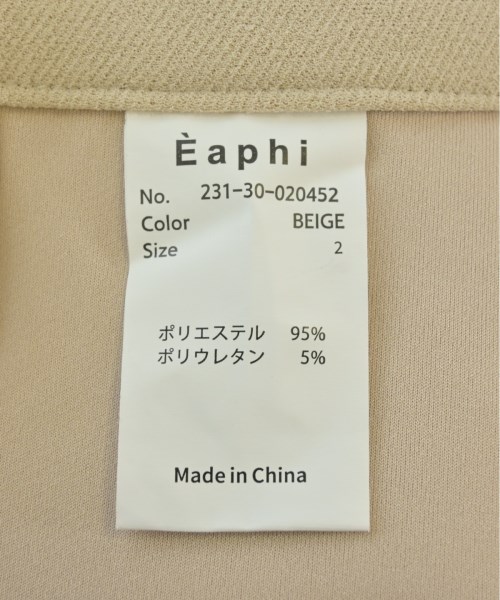 Èaphi
No. 231-30-020452
Color BEIGE
Size 2
ポリエステル 95%
ポリウレタン 5%
Made in China